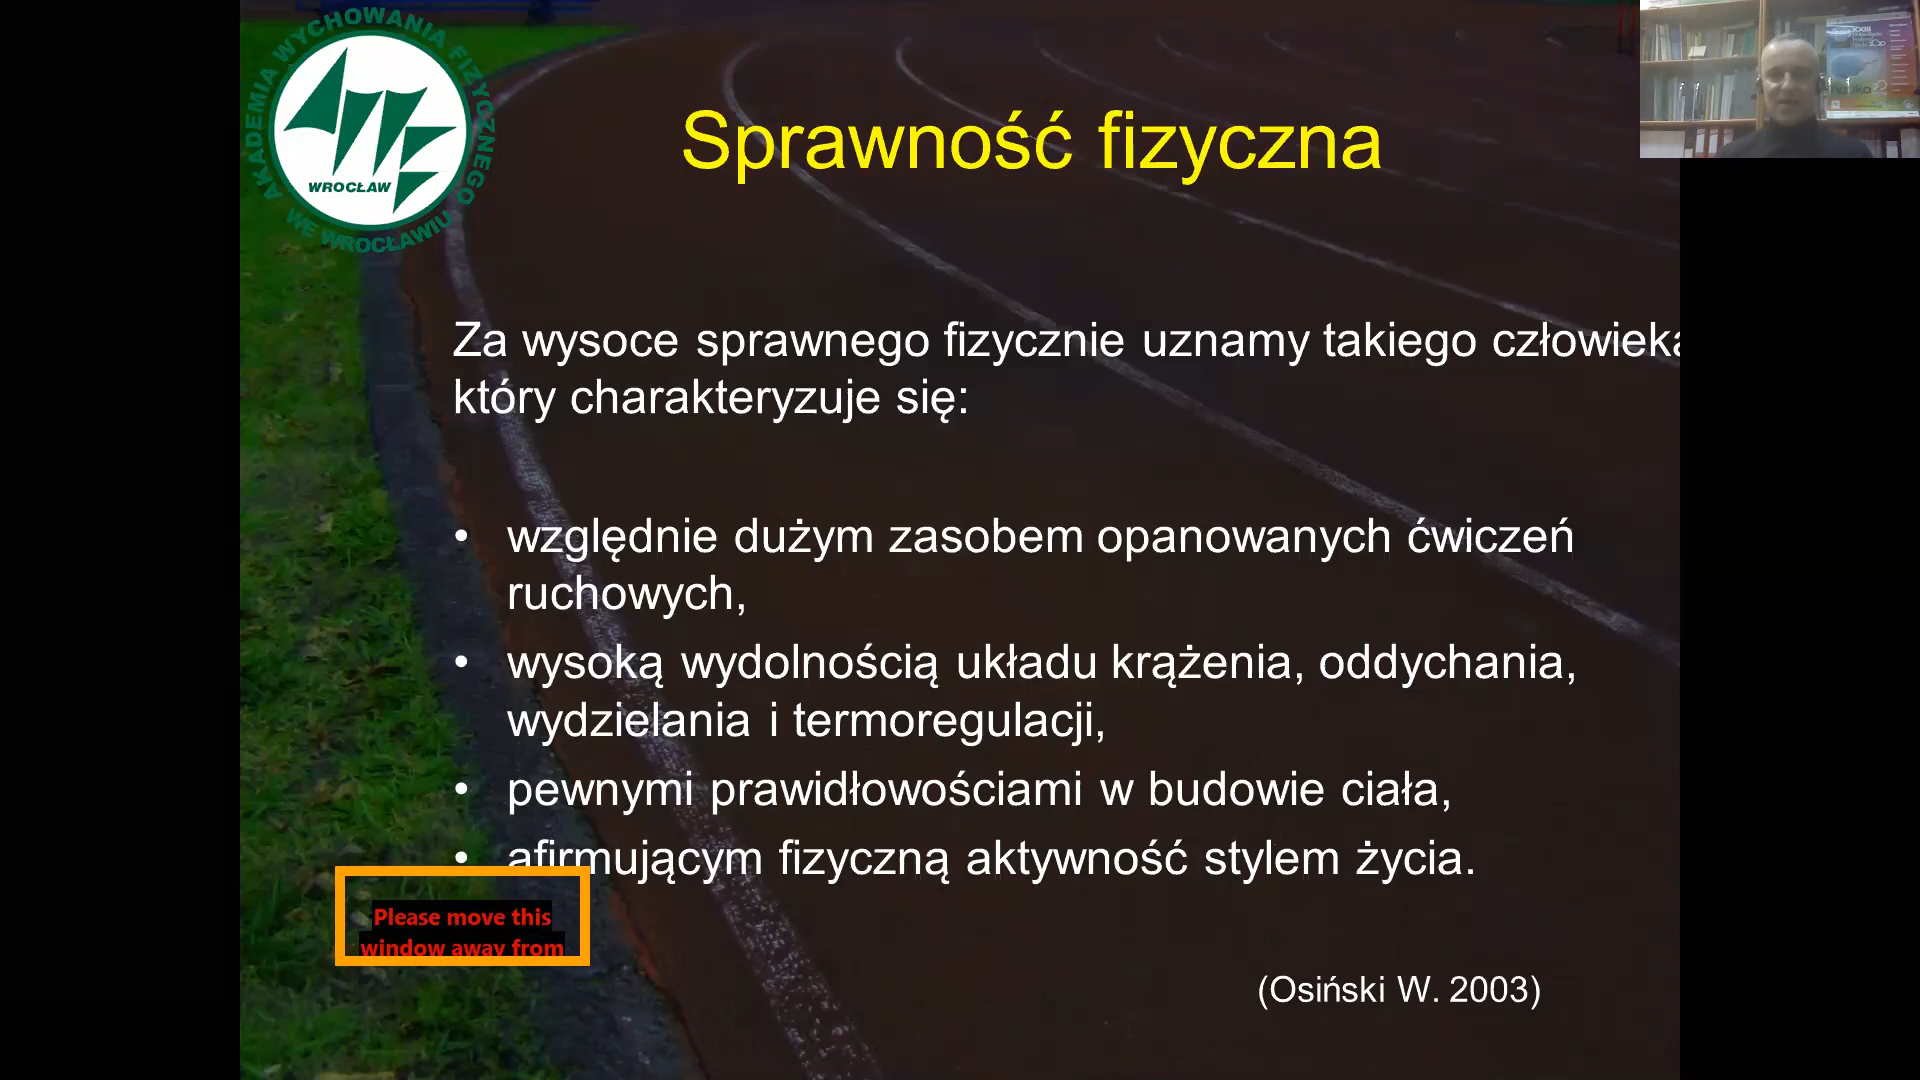 AKADEMIA WYCHOWANIA FIZYCZNEGO
WE WROCŁAWIU
WROCŁAW
Sprawność fizyczna
Za wysoce sprawnego fizycznie uznamy takiego człowieka
który charakteryzuje się:
• względnie dużym zasobem opanowanych ćwiczeń
ruchowych,
• wysoką wydolnością układu krążenia, oddychania,
wydzielania i termoregulacji,
• pewnymi prawidłowościami w budowie ciała,
• afirmującym fizyczną aktywność stylem życia.
Please move this
window away from
(Osiński W. 2003)
XXIII